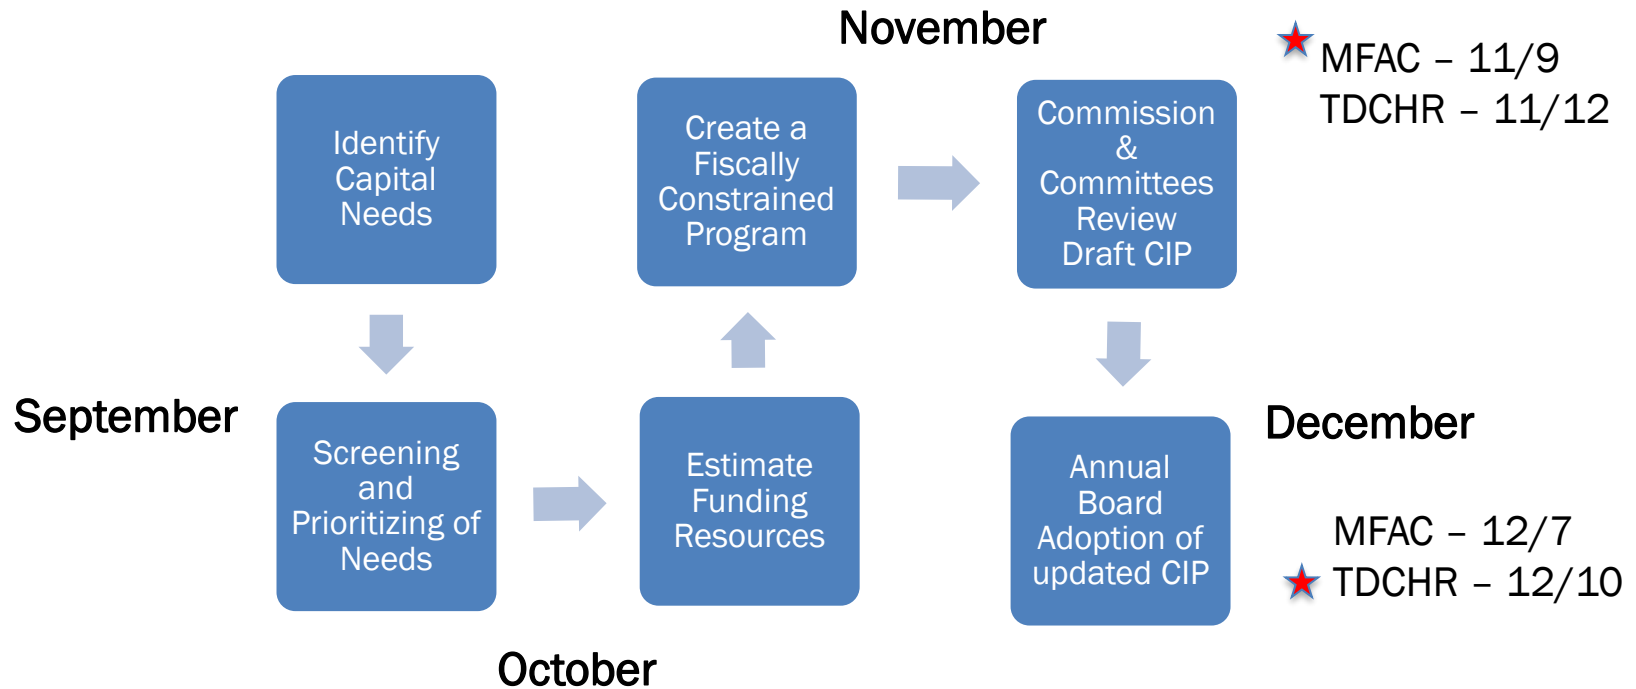 November
MFAC – 11/9
TDCHR – 11/12
Identify
Capital
Needs
Create a
Fiscally
Constrained
Program
Commission
&
Committees
Review
Draft CIP
September
Screening
and
Prioritizing of
Needs
Estimate
Funding
Resources
Annual
Board
Adoption of
updated CIP
December
MFAC – 12/7
TDCHR – 12/10
October